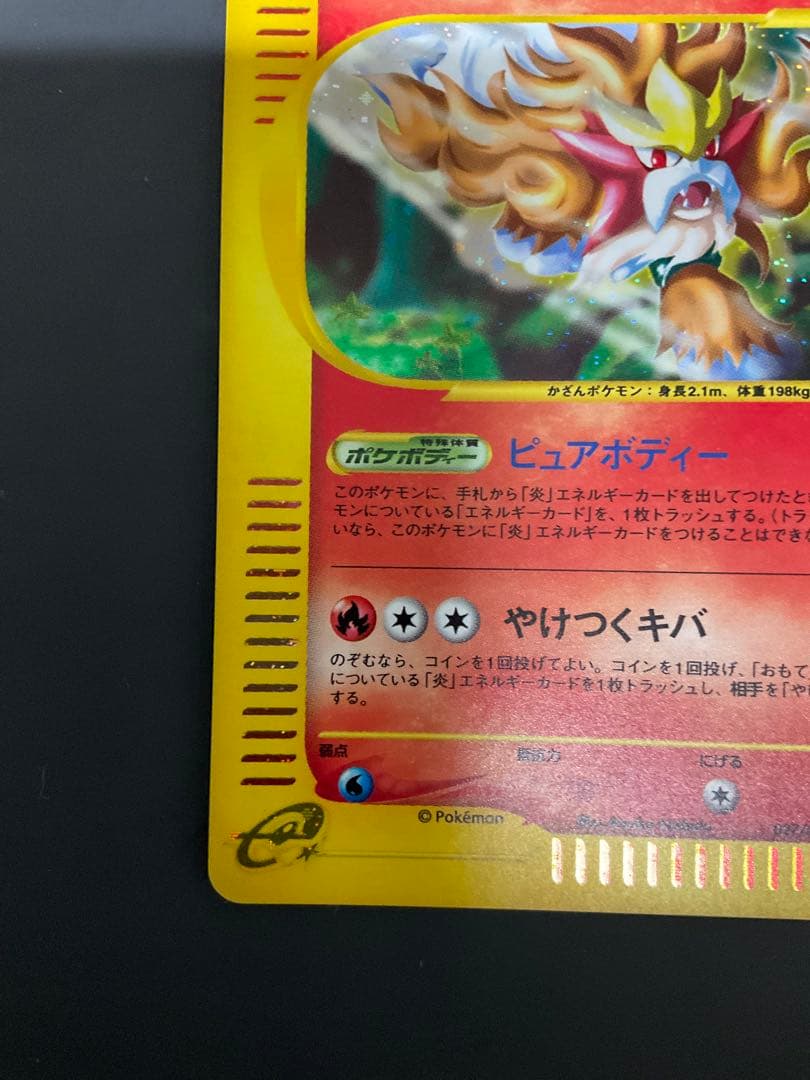 かざんポケモン：身長2.1m、体重198kg
特殊体質
ポケボディー ピュアボディー
このポケモンに、手札から「炎」エネルギーカードを出してつけたと
モンについている「エネルギーカード」を、1枚トラッシュする。（トラ
いなら、このポケモンに「炎」エネルギーカードをつけることはできな
やけつくキバ
のぞむなら、コインを1回投げてよい。コインを1回投げ、「おもて」
についている「炎」エネルギーカードを1枚トラッシュし、相手を「や
する。
弱点 抵抗力 にげる
© Pokémon